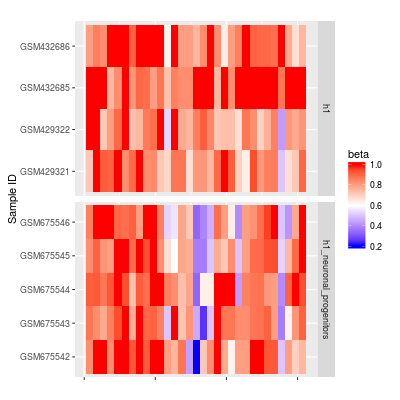 GSM432686
GSM432685
GSM429322
GSM429321
h1
GSM675546
GSM675545
GSM675544
GSM675543
GSM675542
h1_neuronal_progenitors
Sample ID
beta
1.0
0.8
0.6
0.4
0.2